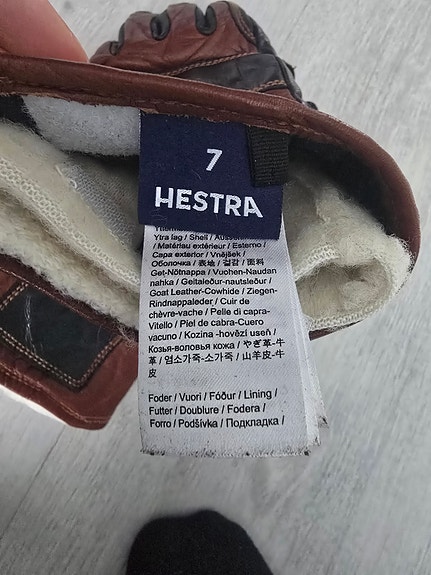 7
HESTRA
Ytra lag / Shell /
Matériau extérieur / Esterno /
Capa exterior / Vnějšek /
Оболочка / 表地 / 겉감 / 面料
Get-Nötnappa / Vuohen-Naudan
nahka / Geitaleður-nautsleður /
Goat Leather-Cowhide / Ziegen-
Rindnappaleder / Cuir de
chèvre-vache / Pelle di capra-
Vitello / Piel de cabra-Cuero
vacuno / Kozina -hovězí useň /
Козья-воловья кожа / やぎ革-牛
革 / 염소가죽-소가죽 / 山羊皮-牛
皮
Foder / Vuori / Fóður / Lining /
Futter / Doublure / Fodera /
Forro / Podšívka / Подкладка /